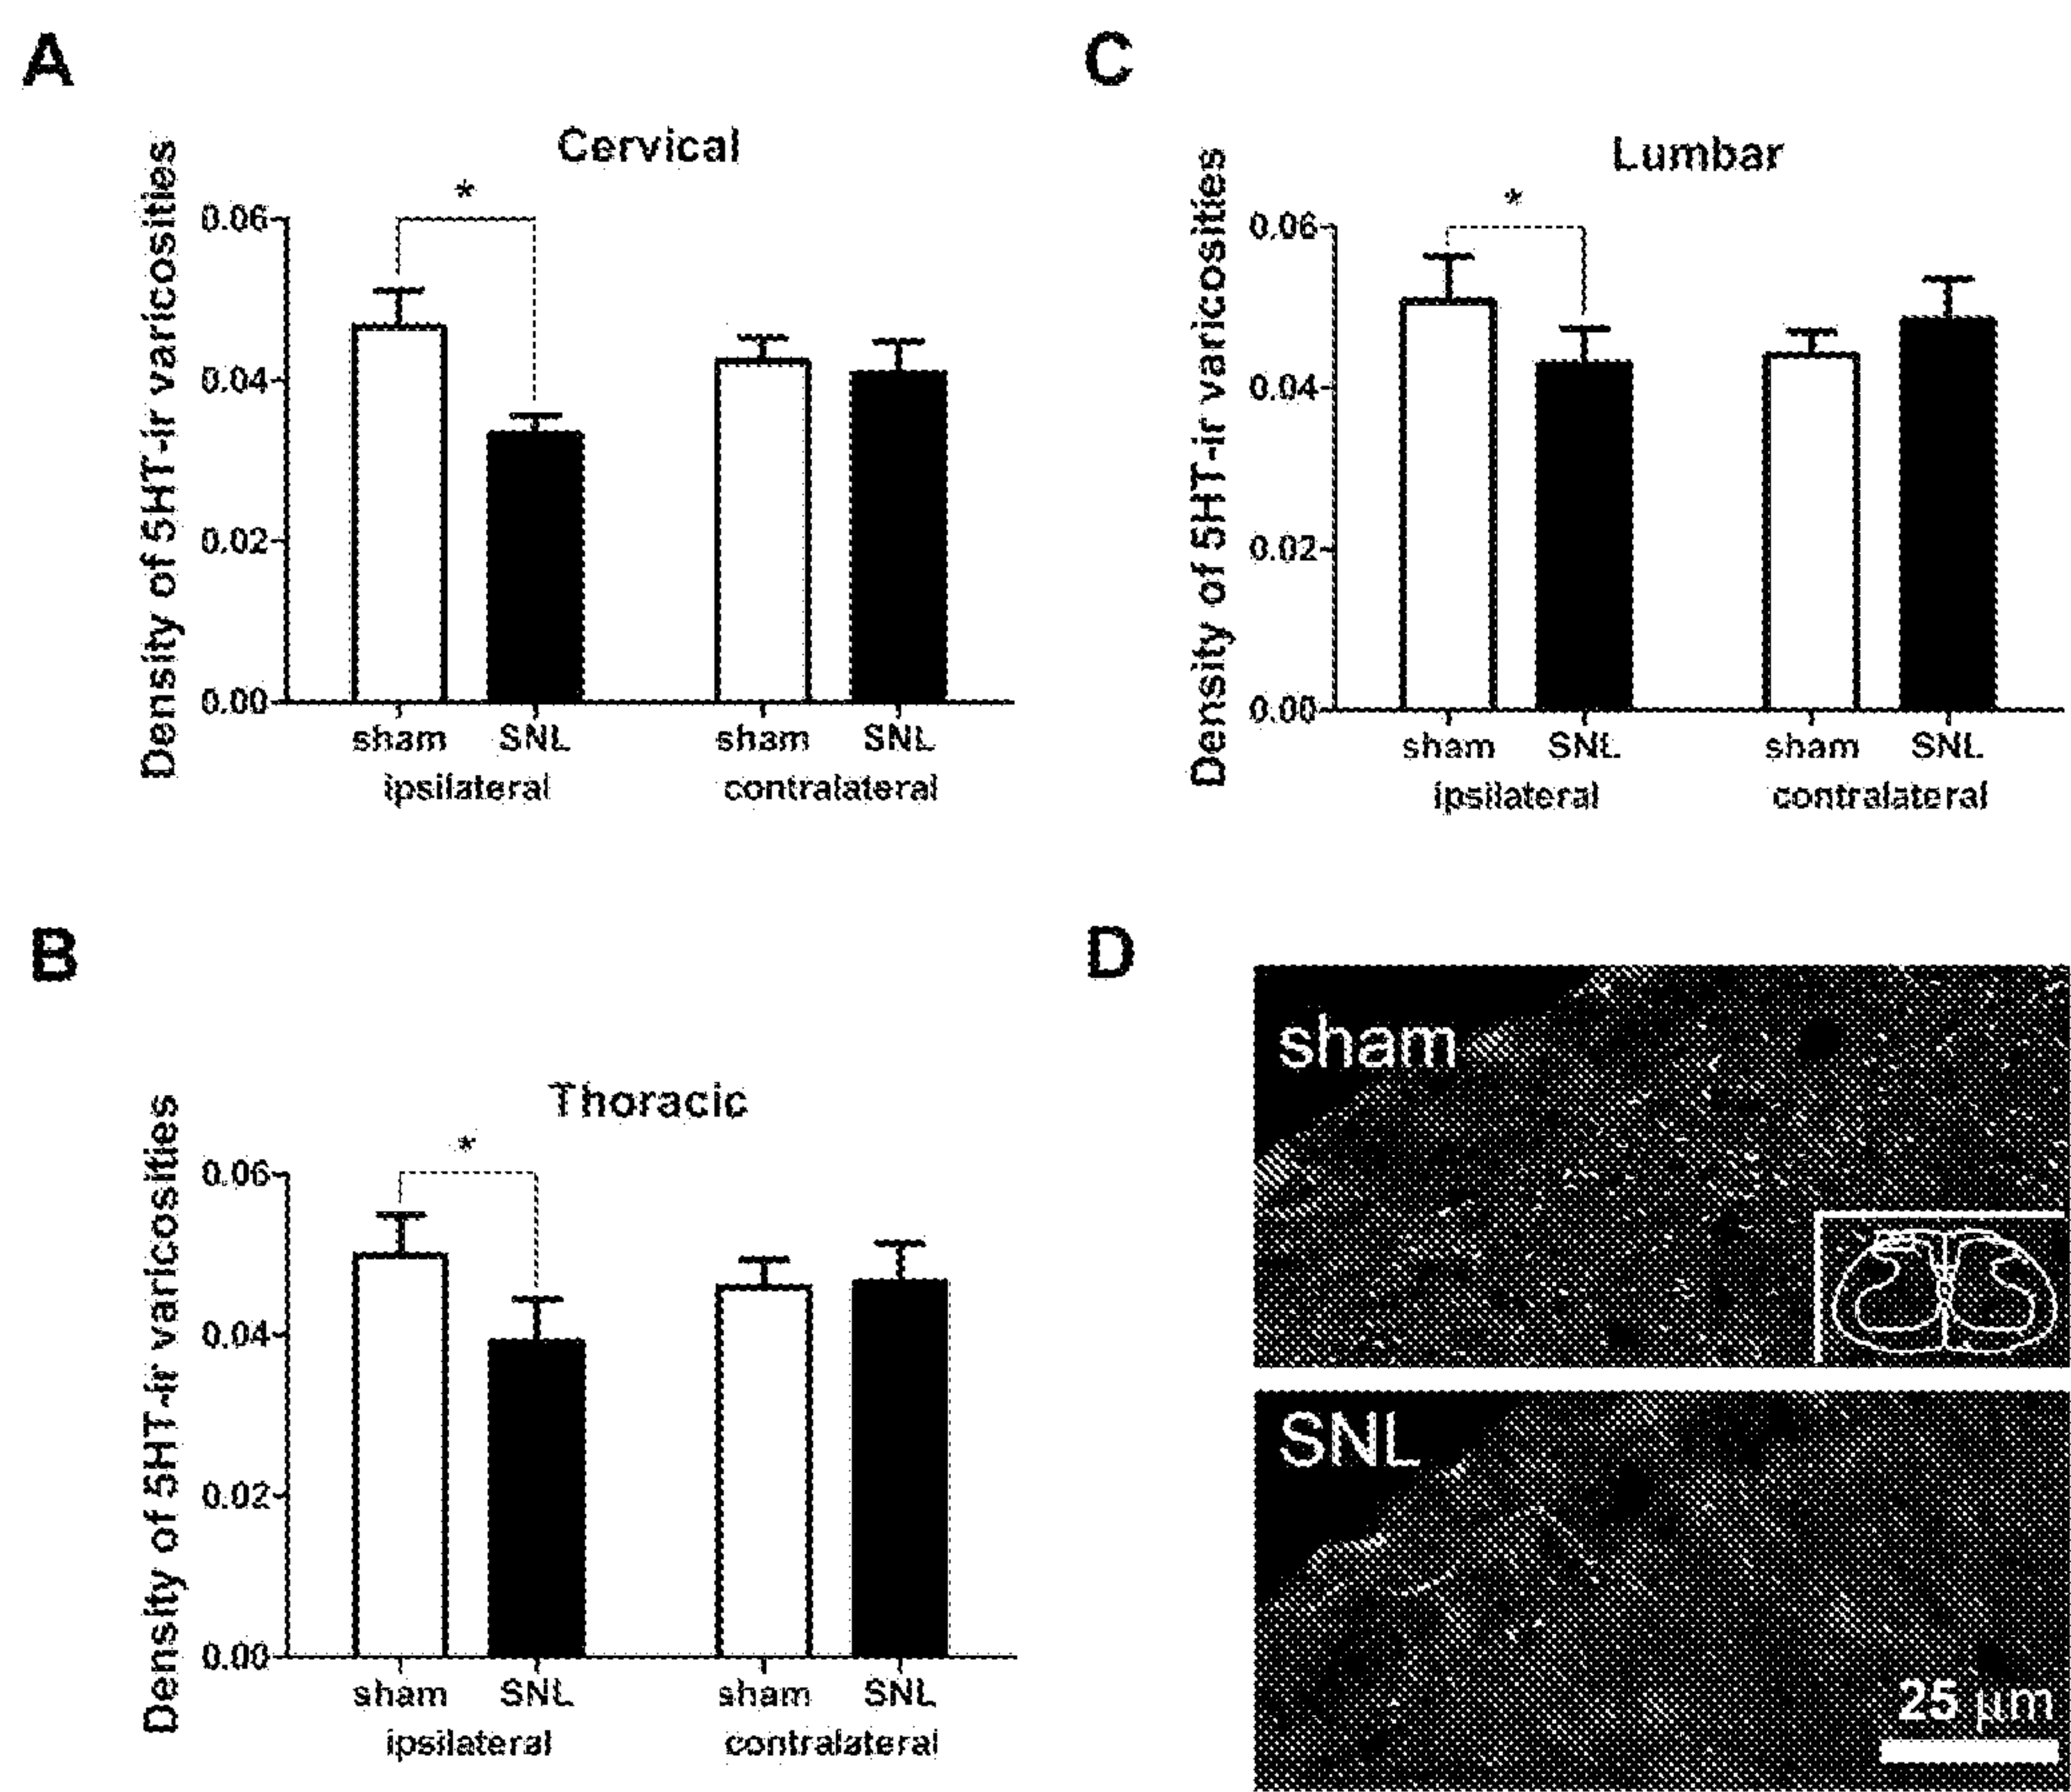 A
Cervical
*
Density of 5HT-ir varicosities
0.06
0.04
0.02
0.00
sham SNL sham SNL
ipsilateral contralateral
C
Lumbar
*
Density of 5HT-ir varicosities
0.06
0.04
0.02
0.00
sham SNL sham SNL
ipsilateral contralateral
B
Thoracic
*
Density of 5HT-ir varicosities
0.06
0.04
0.02
0.00
sham SNL sham SNL
ipsilateral contralateral
D
sham
SNL
25 µm